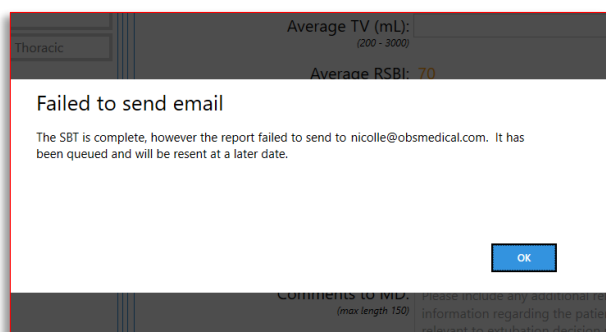 Average TV (mL):
(200 - 3000)
Thoracic
Average RSBI: 70
Failed to send email
The SBT is complete, however the report failed to send to nicolle@obsmedical.com. It has
been queued and will be resent at a later date.
OK
Comments to MD: Please include any additional re
(max length 150) information regarding the patie
relevant to extubation decision